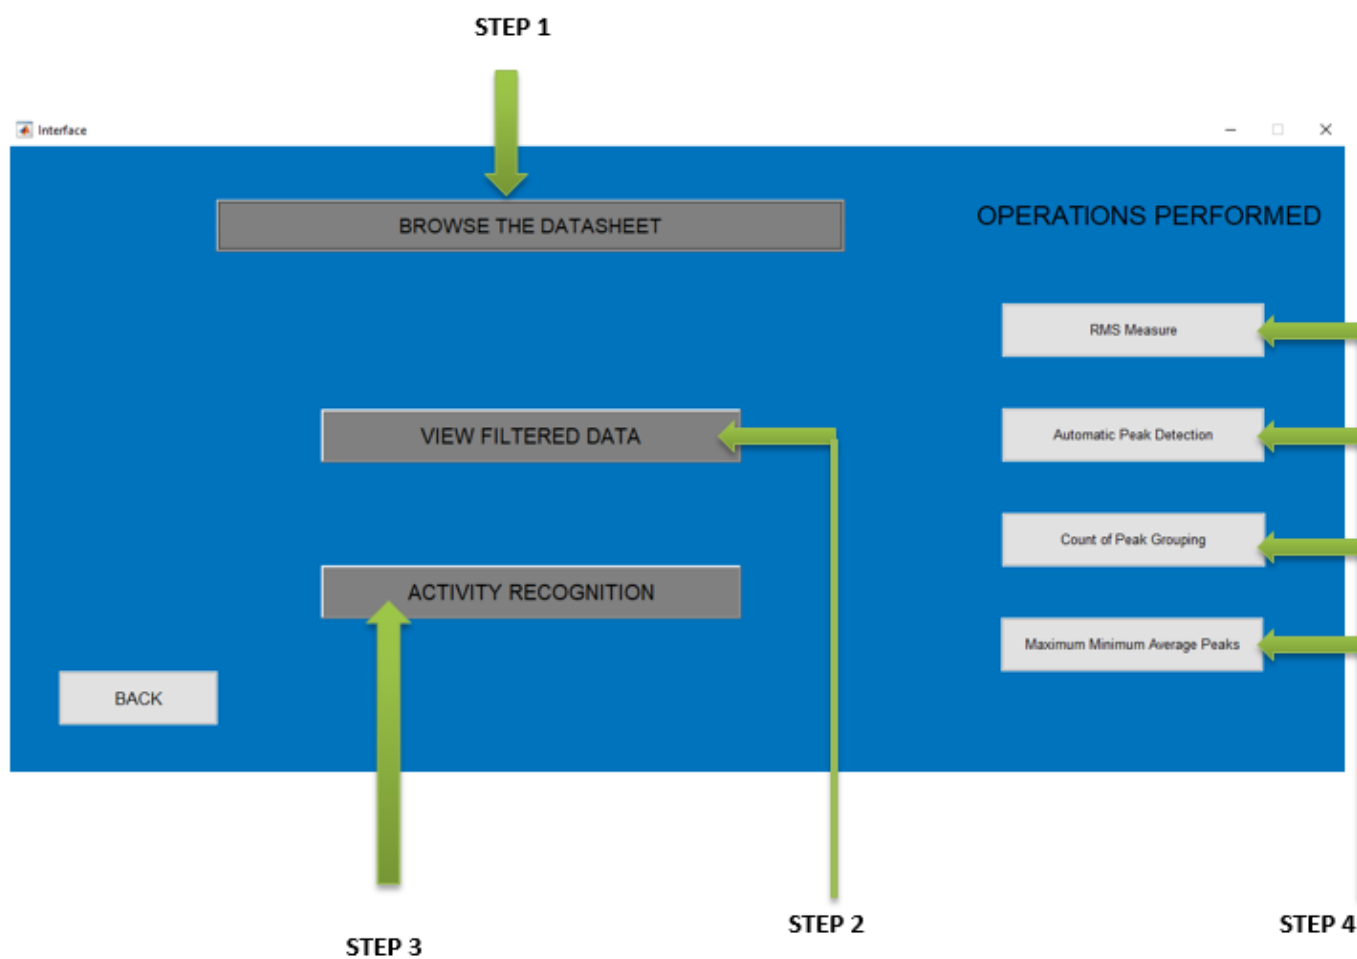 STEP 1
Interface
BROWSE THE DATASHEET
OPERATIONS PERFORMED
RMS Measure
VIEW FILTERED DATA
Automatic Peak Detection
Count of Peak Grouping
ACTIVITY RECOGNITION
Maximum Minimum Average Peaks
BACK
STEP 2
STEP 4
STEP 3